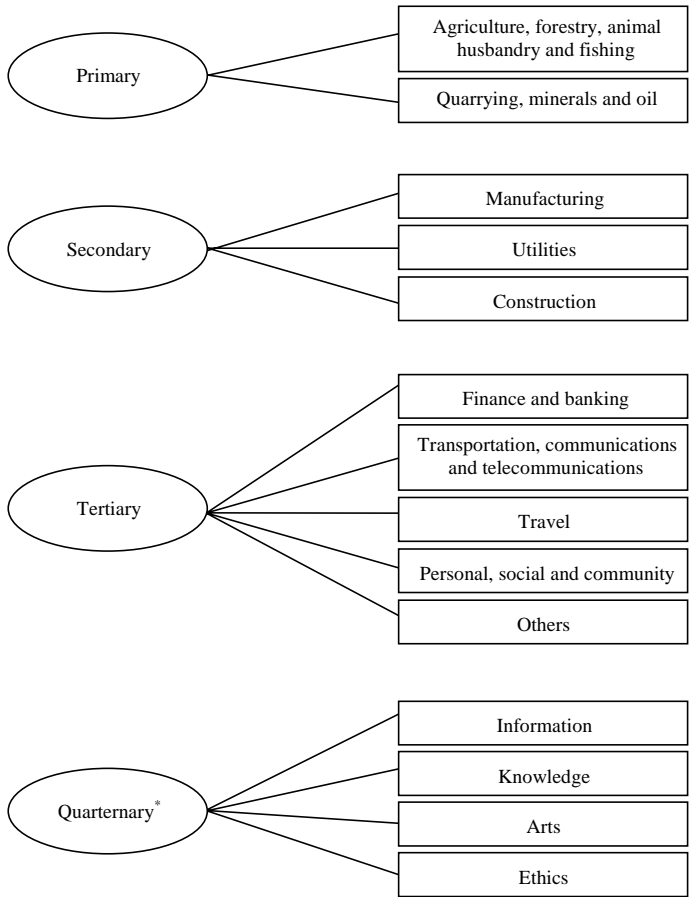 Agriculture, forestry, animal
husbandry and fishing
Primary
Quarrying, minerals and oil
Manufacturing
Secondary
Utilities
Construction
Finance and banking
Transportation, communications
and telecommunications
Tertiary
Travel
Personal, social and community
Others
Information
Knowledge
Quarternary*
Arts
Ethics